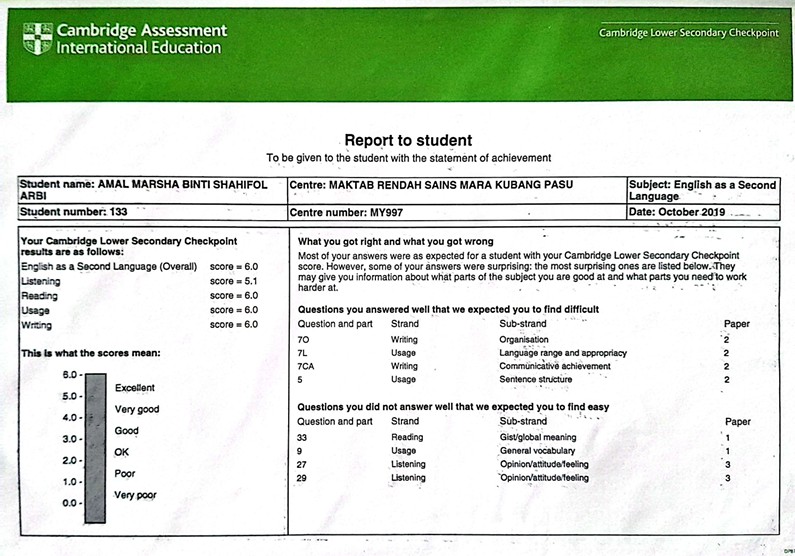 Cambridge Assessment
International Education
Cambridge Lower Secondary Checkpoint
Report to student
To be given to the student with the statement of achievement
Student name: AMAL MARSHA BINTI SHAHIFOL ARBI
Centre: MAKTAB RENDAH SAINS MARA KUBANG PASU
Subject: English as a Second Language
Student number: 133
Centre number: MY997
Date: October 2019
Your Cambridge Lower Secondary Checkpoint
results are as follows:
English as a Second Language (Overall) score = 6.0
Listening score = 5.1
Reading score = 6.0
Usage score = 6.0
Writing score = 6.0
This is what the scores mean:
6.0 -
Excellent
5.0 -
Very good
4.0 -
Good
3.0 -
OK
2.0 -
Poor
1.0 -
Very poor
0.0 -
What you got right and what you got wrong
Most of your answers were as expected for a student with your Cambridge Lower Secondary Checkpoint
score. However, some of your answers were surprising: the most surprising ones are listed below. They
may give you information about what parts of the subject you are good at and what parts you need to work
harder at.
Questions you answered well that we expected you to find difficult
Question and part Strand Sub-strand Paper
7O Writing Organisation 2
7L Usage Language range and appropriacy 2
7CA Writing Communicative achievement 2
5 Usage Sentence structure 2
Questions you did not answer well that we expected you to find easy
Question and part Strand Sub-strand Paper
33 Reading Gist/global meaning 1
9 Usage General vocabulary 1
27 Listening Opinion/attitude/feeling 3
29 Listening Opinion/attitude/feeling 3